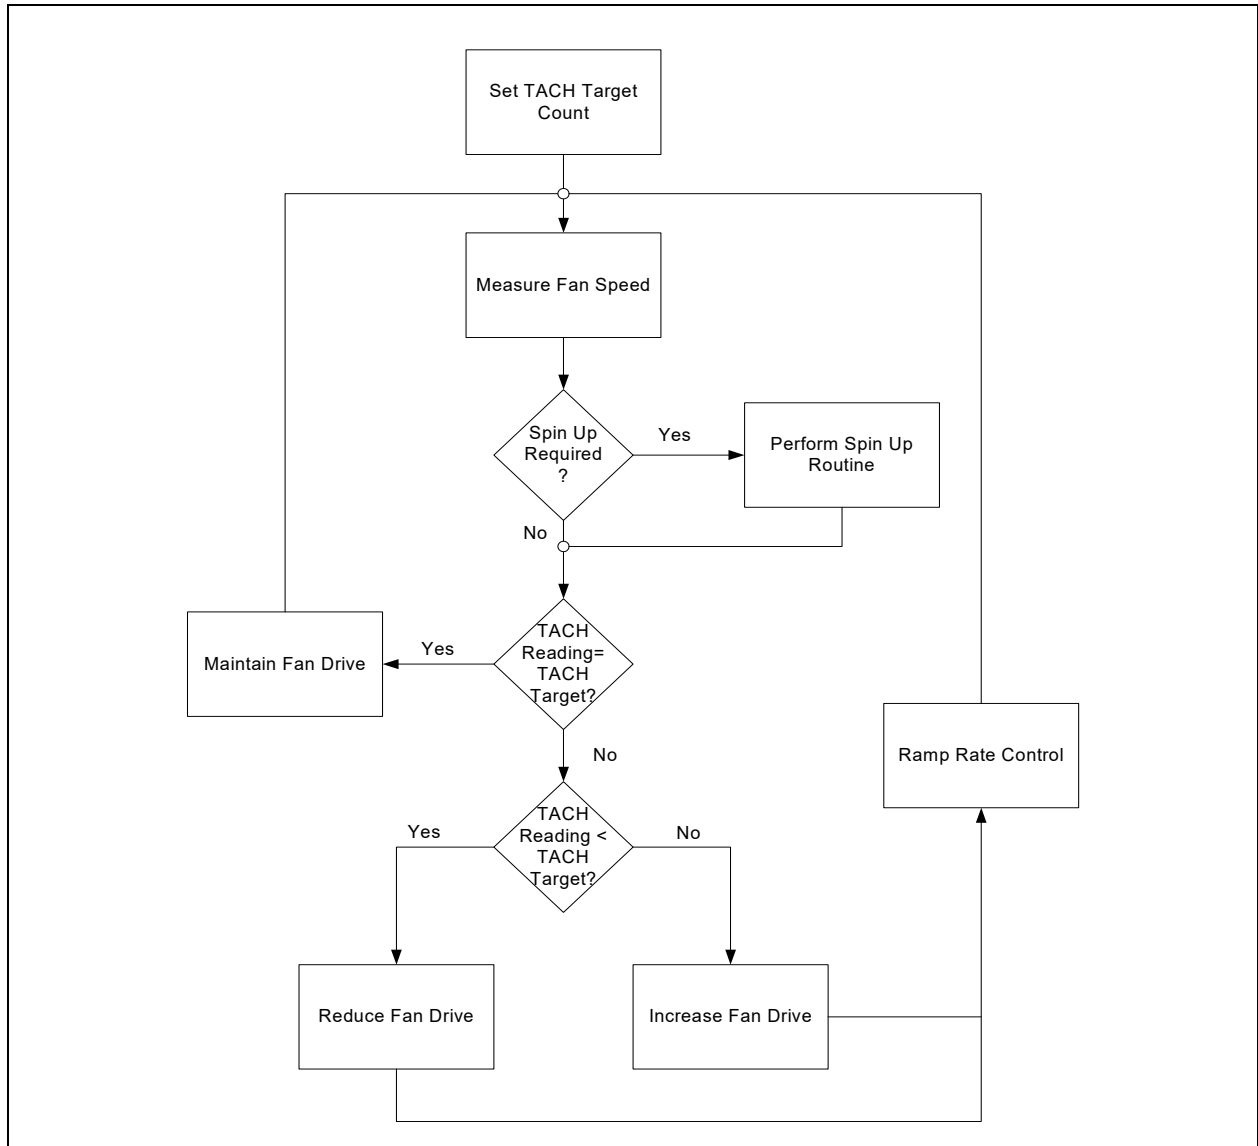 Set TACH Target
Count
Measure Fan Speed
Spin Up
Required
?
Yes
Perform Spin Up
Routine
No
TACH
Reading=
TACH
Target?
Yes
Maintain Fan Drive
No
Ramp Rate Control
TACH
Reading <
TACH
Target?
Yes
No
Reduce Fan Drive
Increase Fan Drive